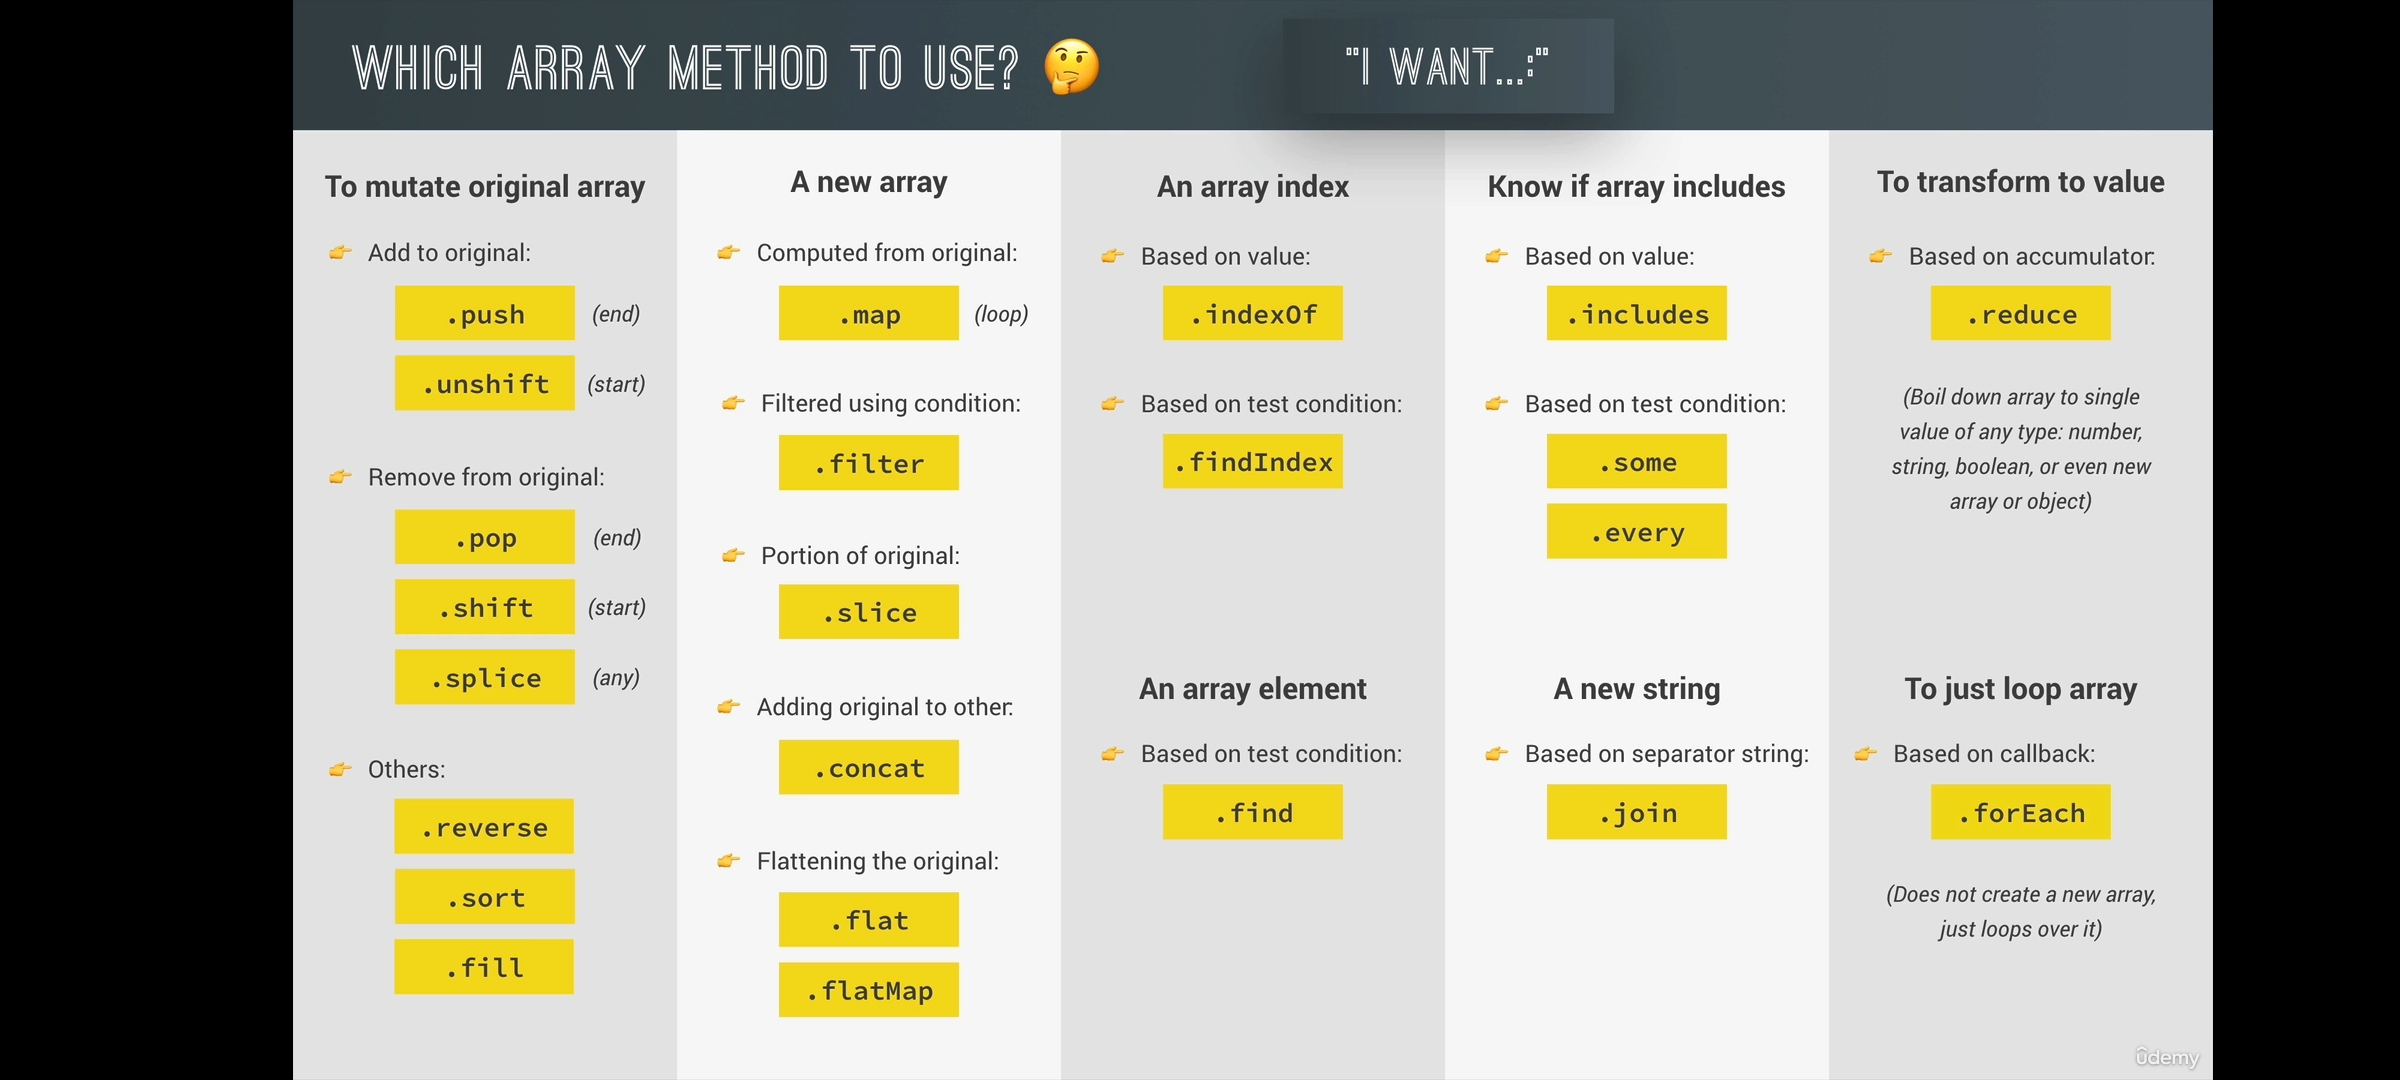 WHICH ARRAY METHOD TO USE? 🤔
"I WANT...:"
To mutate original array
👉 Add to original:
.push (end)
.unshift (start)
👉 Remove from original:
.pop (end)
.shift (start)
.splice (any)
👉 Others:
.reverse
.sort
.fill
A new array
👉 Computed from original:
.map (loop)
👉 Filtered using condition:
.filter
👉 Portion of original:
.slice
👉 Adding original to other:
.concat
👉 Flattening the original:
.flat
.flatMap
An array index
👉 Based on value:
.indexOf
👉 Based on test condition:
.findIndex
An array element
👉 Based on test condition:
.find
Know if array includes
👉 Based on value:
.includes
👉 Based on test condition:
.some
.every
A new string
👉 Based on separator string:
.join
To transform to value
👉 Based on accumulator:
.reduce
(Boil down array to single
value of any type: number,
string, boolean, or even new
array or object)
To just loop array
👉 Based on callback:
.forEach
(Does not create a new array,
just loops over it)
ûdemy